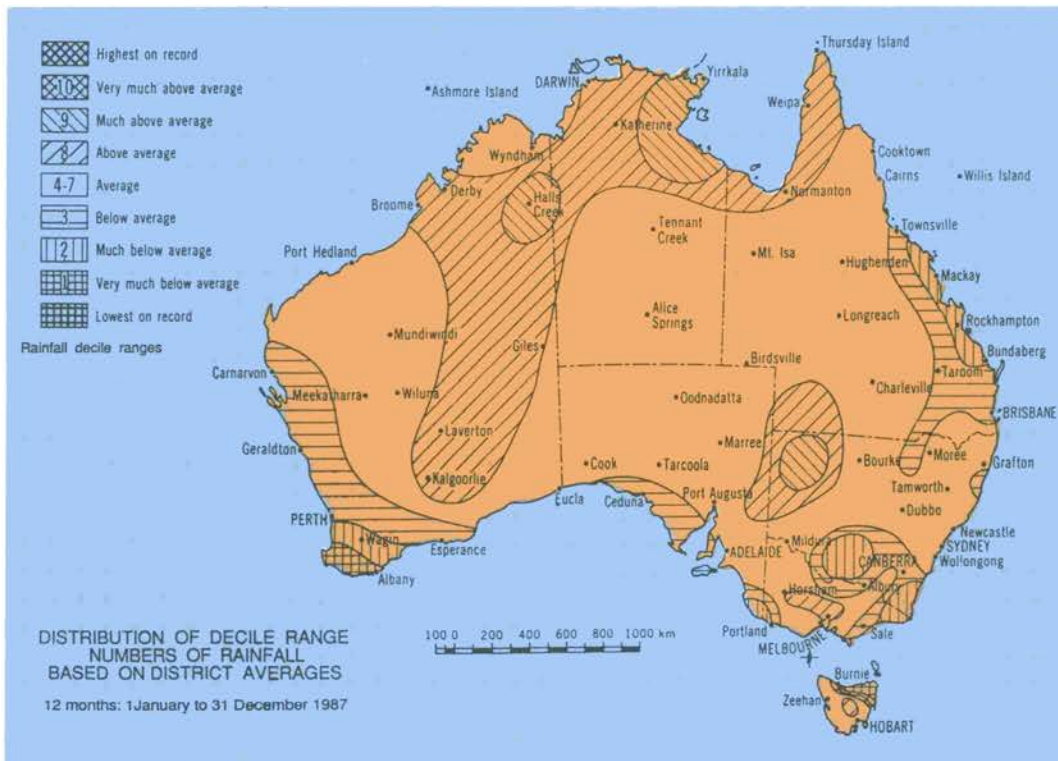 Highest on record
10 Very much above average
9 Much above average
8 Above average
4-7 Average
3 Below average
2 Much below average
1 Very much below average
Lowest on record
Rainfall decile ranges
Thursday Island
DARWIN
Yirrkala
Ashmore Island
Weipa
Katherine
Wyndham
Cooktown
Cairns
Willis Island
Derby
Normanton
Broome
Halls Creek
Tennant Creek
Townsville
Port Hedland
Mt. Isa
Hughenden
Mackay
Alice Springs
Longreach
Rockhampton
Mundiwindi
Giles
Bundaberg
Birdsville
Taroom
Carnarvon
Meekatharra
Wiluna
Oodnadatta
Charleville
BRISBANE
Laverton
Marree
Moree
Geraldton
Cook
Tarcoola
Bourke
Grafton
Kalgoorlie
Tamworth
Eucla
Ceduna
Port Augusta
Dubbo
PERTH
Newcastle
Wagin
Esperance
Mildura
SYDNEY
ADELAIDE
Wollongong
CANBERRA
Albany
Horsham
Albury
Portland
Sale
MELBOURNE
100 0 200 400 600 800 1000 km
Burnie
Zeehan
HOBART
DISTRIBUTION OF DECILE RANGE
NUMBERS OF RAINFALL
BASED ON DISTRICT AVERAGES
12 months: 1January to 31 December 1987